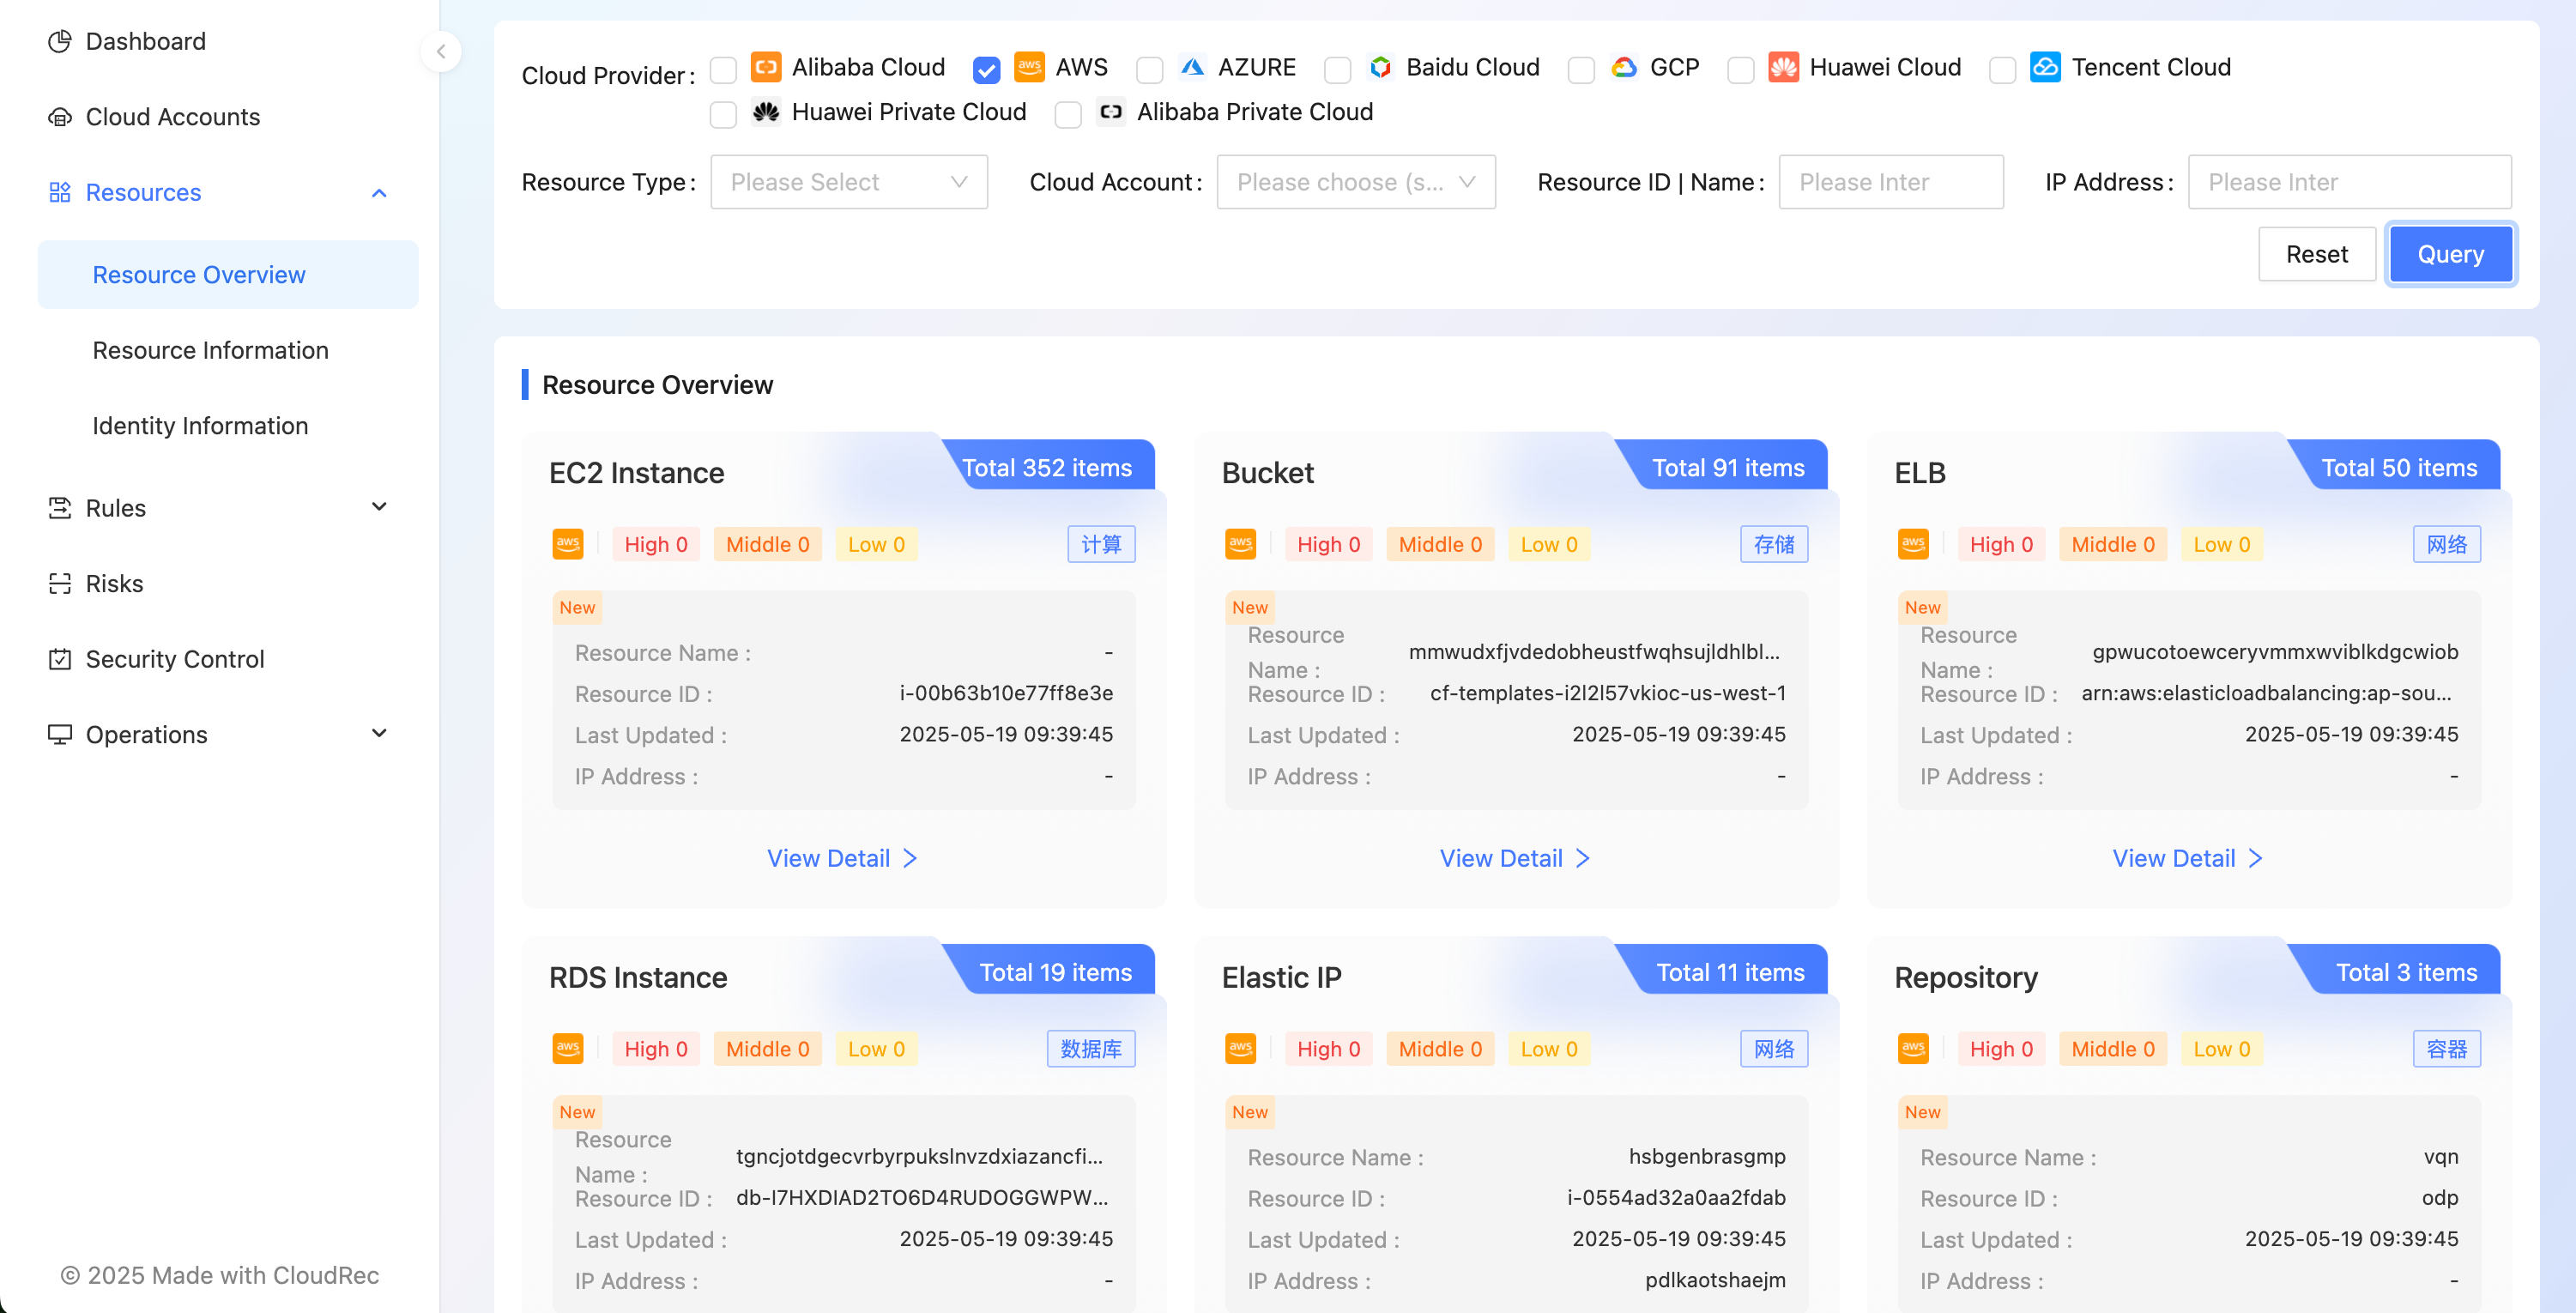 Dashboard
Cloud Accounts
Resources
Resource Overview
Resource Information
Identity Information
Rules
Risks
Security Control
Operations
© 2025 Made with CloudRec
Cloud Provider :
Alibaba Cloud
aws AWS
AZURE
Baidu Cloud
GCP
Huawei Cloud
Tencent Cloud
Huawei Private Cloud
Alibaba Private Cloud
Resource Type : Please Select
Cloud Account : Please choose (s...
Resource ID | Name : Please Inter
IP Address : Please Inter
Reset
Query
Resource Overview
EC2 Instance
Total 352 items
aws High 0 Middle 0 Low 0 计算
New
Resource Name : -
Resource ID : i-00b63b10e77ff8e3e
Last Updated : 2025-05-19 09:39:45
IP Address : -
View Detail
Bucket
Total 91 items
aws High 0 Middle 0 Low 0 存储
New
Resource
Name : mmwudxfjvdedobheustfwqhsujldhlbl...
Resource ID : cf-templates-i2l2l57vkioc-us-west-1
Last Updated : 2025-05-19 09:39:45
IP Address : -
View Detail
ELB
Total 50 items
aws High 0 Middle 0 Low 0 网络
New
Resource
Name : gpwucotoewceryvmmxwviblkdgcwiob
Resource ID : arn:aws:elasticloadbalancing:ap-sou...
Last Updated : 2025-05-19 09:39:45
IP Address : -
View Detail
RDS Instance
Total 19 items
aws High 0 Middle 0 Low 0 数据库
New
Resource
Name : tgncjotdgecvrbyrpukslnvzdxiazancfi...
Resource ID : db-I7HXDIAD2TO6D4RUDOGGWPW...
Last Updated : 2025-05-19 09:39:45
IP Address : -
Elastic IP
Total 11 items
aws High 0 Middle 0 Low 0 网络
New
Resource Name : hsbgenbrasgmp
Resource ID : i-0554ad32a0aa2fdab
Last Updated : 2025-05-19 09:39:45
IP Address : pdlkaotshaejm
Repository
Total 3 items
aws High 0 Middle 0 Low 0 容器
New
Resource Name : vqn
Resource ID : odp
Last Updated : 2025-05-19 09:39:45
IP Address : -